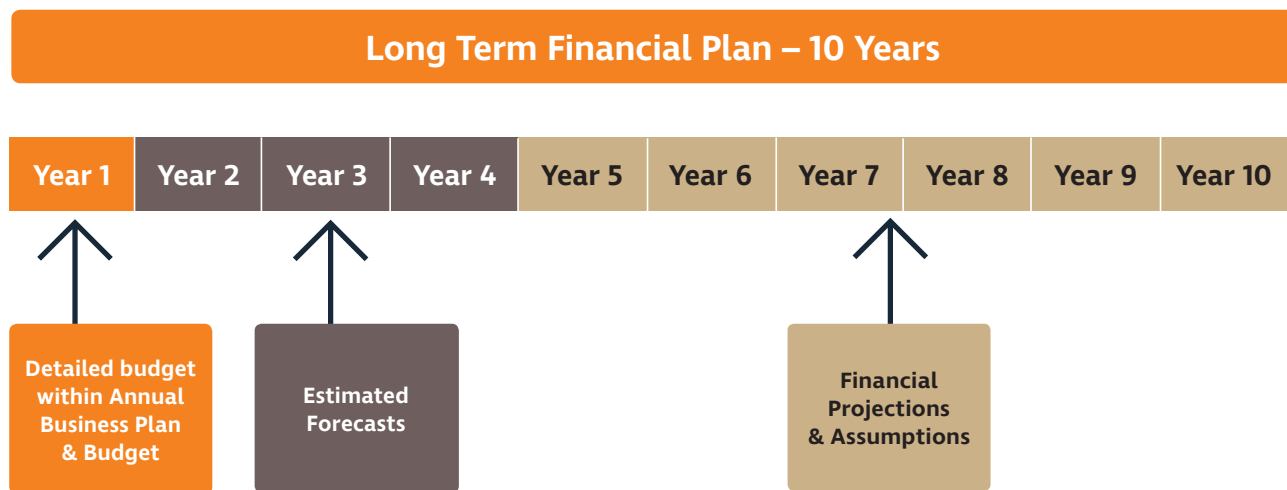 Long Term Financial Plan – 10 Years
Year 1
Year 2
Year 3
Year 4
Year 5
Year 6
Year 7
Year 8
Year 9
Year 10
Detailed budget
within Annual
Business Plan
& Budget
Estimated
Forecasts
Financial
Projections
& Assumptions